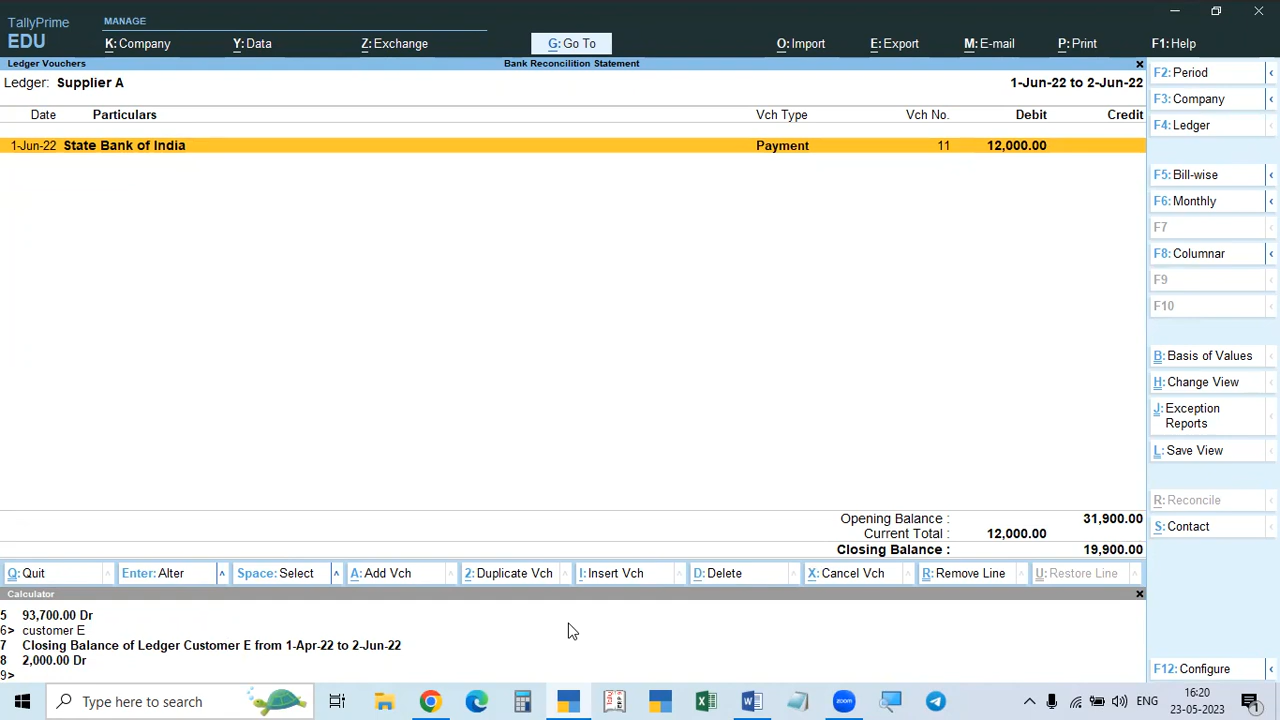 TallyPrime
EDU
MANAGE
K: Company
Y: Data
Z: Exchange
G: Go To
O: Import
E: Export
M: E-mail
P: Print
F1: Help
Ledger Vouchers
Bank Reconcilition Statement
Ledger: Supplier A
1-Jun-22 to 2-Jun-22
Date Particulars Vch Type Vch No. Debit Credit
1-Jun-22 State Bank of India Payment 11 12,000.00
Opening Balance : 31,900.00
Current Total : 12,000.00
Closing Balance : 19,900.00
Q: Quit
Enter: Alter
Space: Select
A: Add Vch
2: Duplicate Vch
I: Insert Vch
D: Delete
X: Cancel Vch
R: Remove Line
U: Restore Line
Calculator
5 93,700.00 Dr
6> customer E
7 Closing Balance of Ledger Customer E from 1-Apr-22 to 2-Jun-22
8 2,000.00 Dr
9>
F2: Period
F3: Company
F4: Ledger
F5: Bill-wise
F6: Monthly
F7
F8: Columnar
F9
F10
B: Basis of Values
H: Change View
J: Exception
Reports
L: Save View
R: Reconcile
S: Contact
F12: Configure
Type here to search
zoom
ENG
16:20
23-05-2023
1